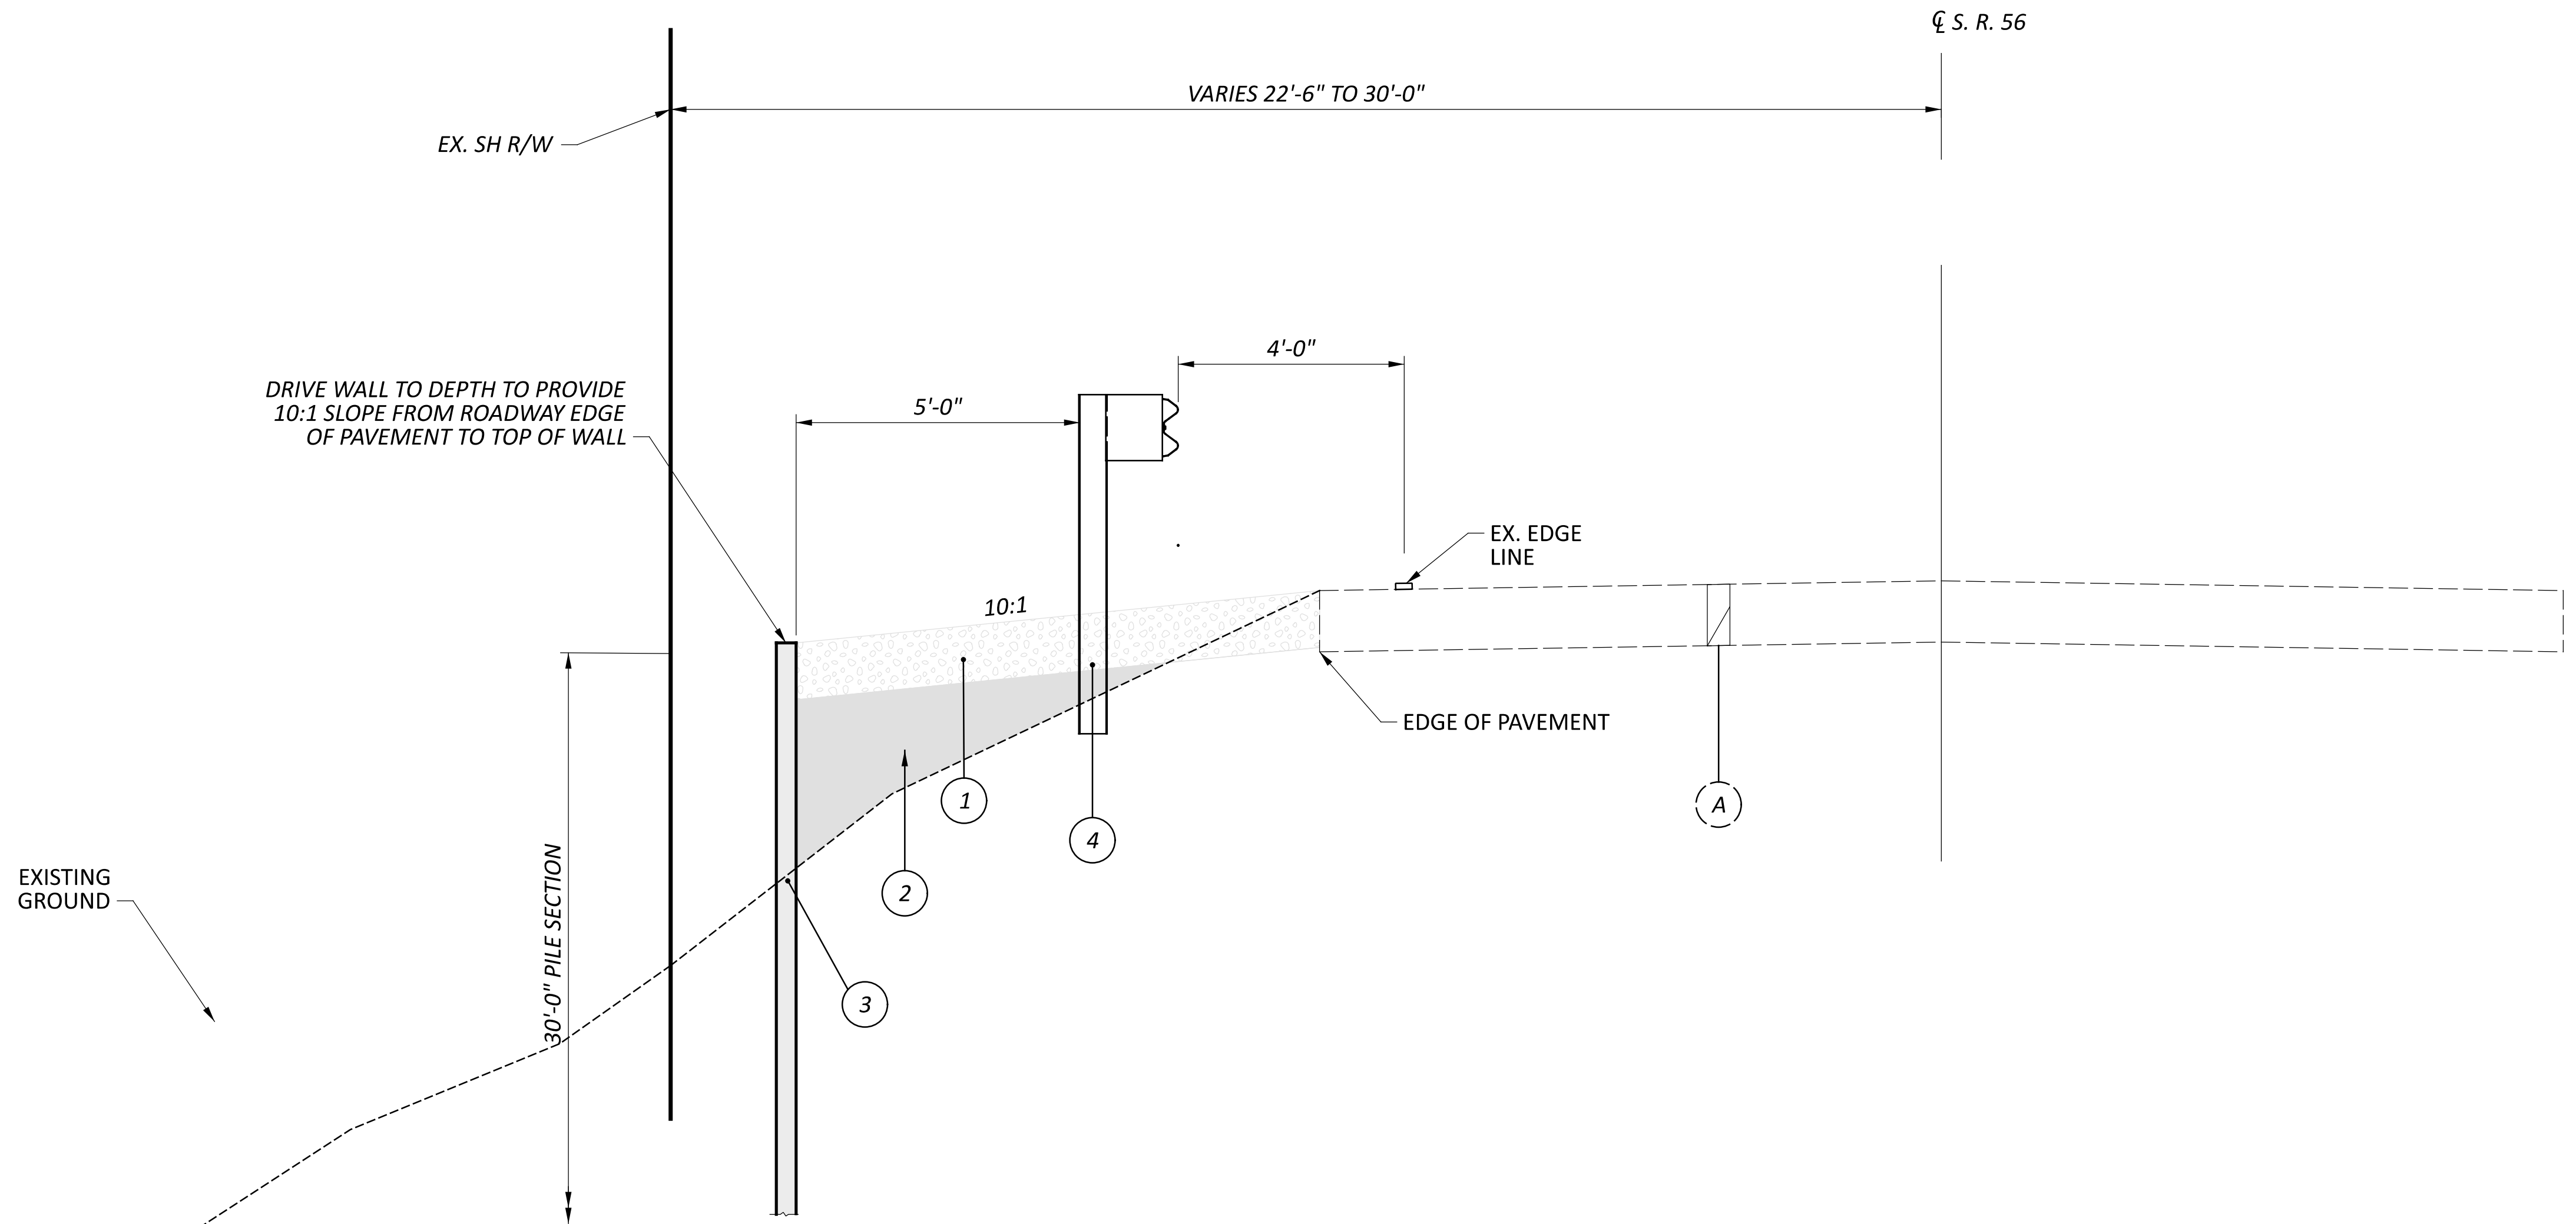 ℄ S. R. 56
VARIES 22'-6" TO 30'-0"
EX. SH R/W
4'-0"
DRIVE WALL TO DEPTH TO PROVIDE
10:1 SLOPE FROM ROADWAY EDGE
OF PAVEMENT TO TOP OF WALL
5'-0"
EX. EDGE
LINE
10:1
EDGE OF PAVEMENT
1
A
4
30'-0" PILE SECTION
EXISTING
GROUND
2
3